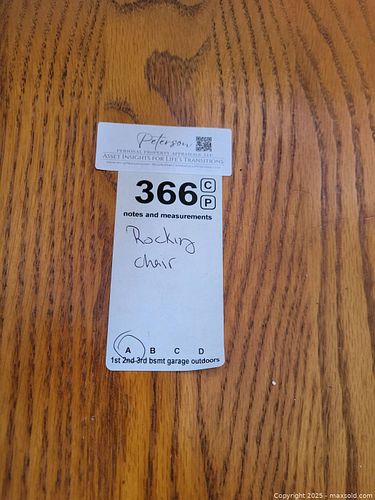 Peterson
PERSONAL PROPERTY APPRAISALS, LLC
ASSET INSIGHTS FOR LIFE'S TRANSITIONS
366 C
P
notes and measurements
Rocking
chair
A B C D
1st 2nd 3rd bsmt garage outdoors
Copyright 2025 - maxsold.com